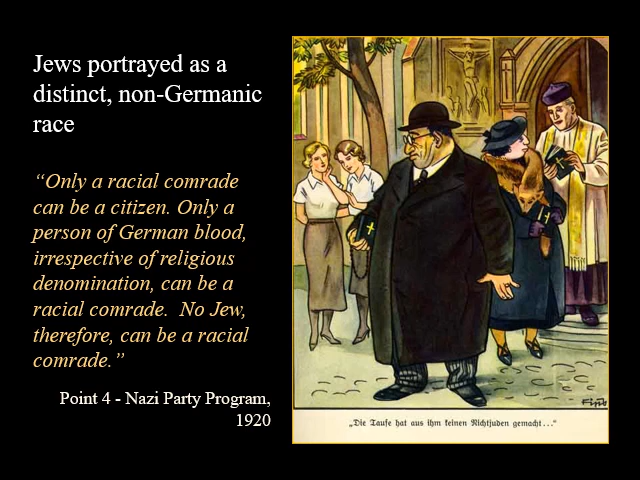 Jews portrayed as a
distinct, non-Germanic
race
“Only a racial comrade
can be a citizen. Only a
person of German blood,
irrespective of religious
denomination, can be a
racial comrade.  No Jew,
therefore, can be a racial
comrade.”
Point 4 - Nazi Party Program,
1920
Fips
„Die Taufe hat aus ihm keinen Nichtjuden gemacht...“